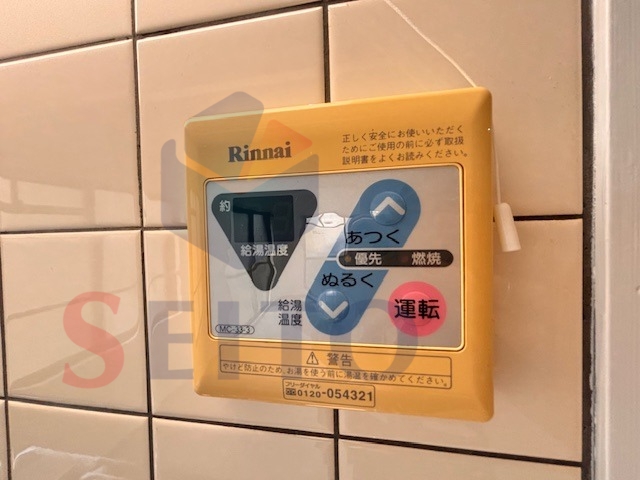 Rinnai
正しく安全にお使いいただく
ためにご使用の前に必ず取扱
説明書をよくお読みください。
約
給湯温度
あつく
優先 燃焼
ぬるく
給湯
温度
運転
MC-33-3
⚠ 警告
やけど防止のため、お湯を使う前に湯温を確かめてください。
フリーダイヤル
0120-054321